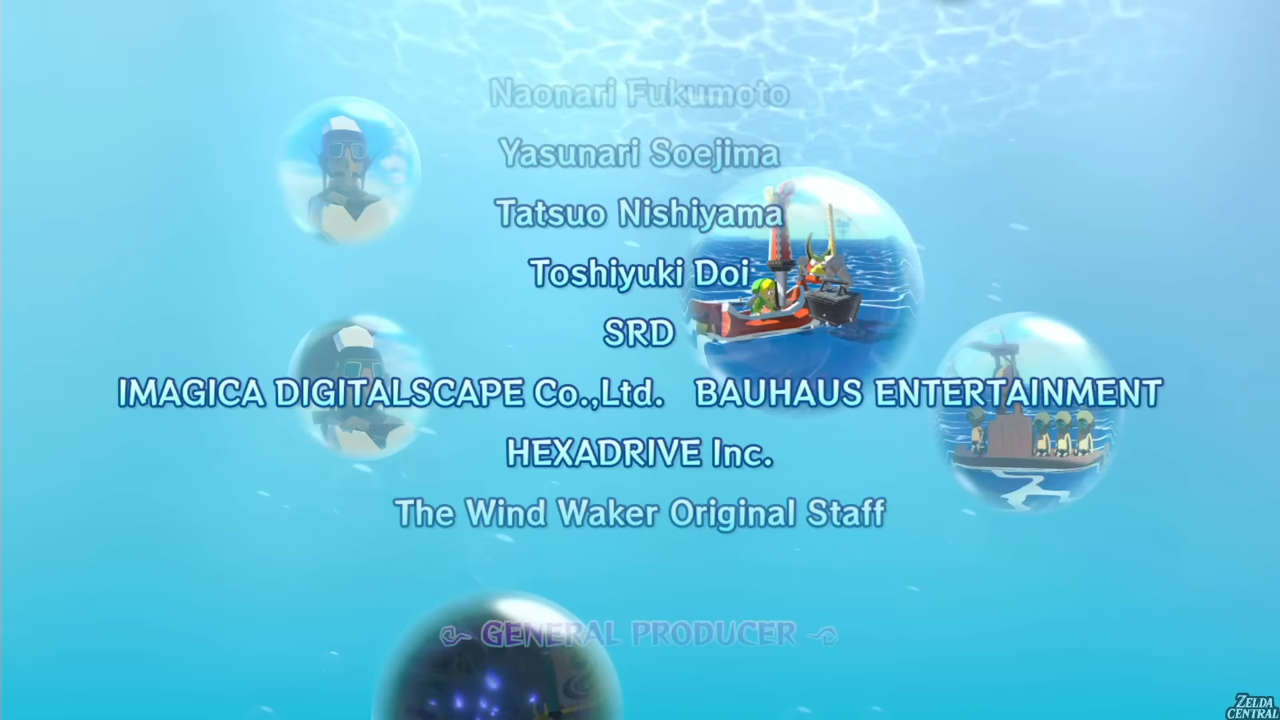 Naonari Fukumoto
Yasunari Soejima
Tatsuo Nishiyama
Toshiyuki Doi
SRD
IMAGICA DIGITALSCAPE Co.,Ltd. BAUHAUS ENTERTAINMENT
HEXADRIVE Inc.
The Wind Waker Original Staff
GENERAL PRODUCER
ZELDA
CENTRAL